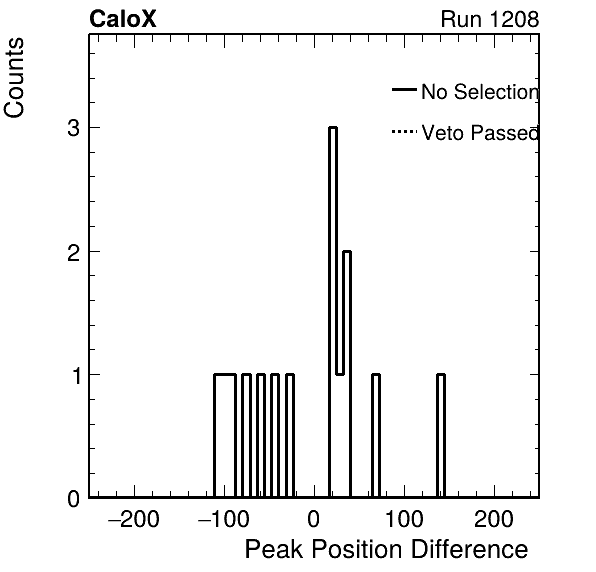 CaloX
Run 1208
Counts
No Selection
Veto Passed
3
2
1
0
−200
−100
0
100
200
Peak Position Difference